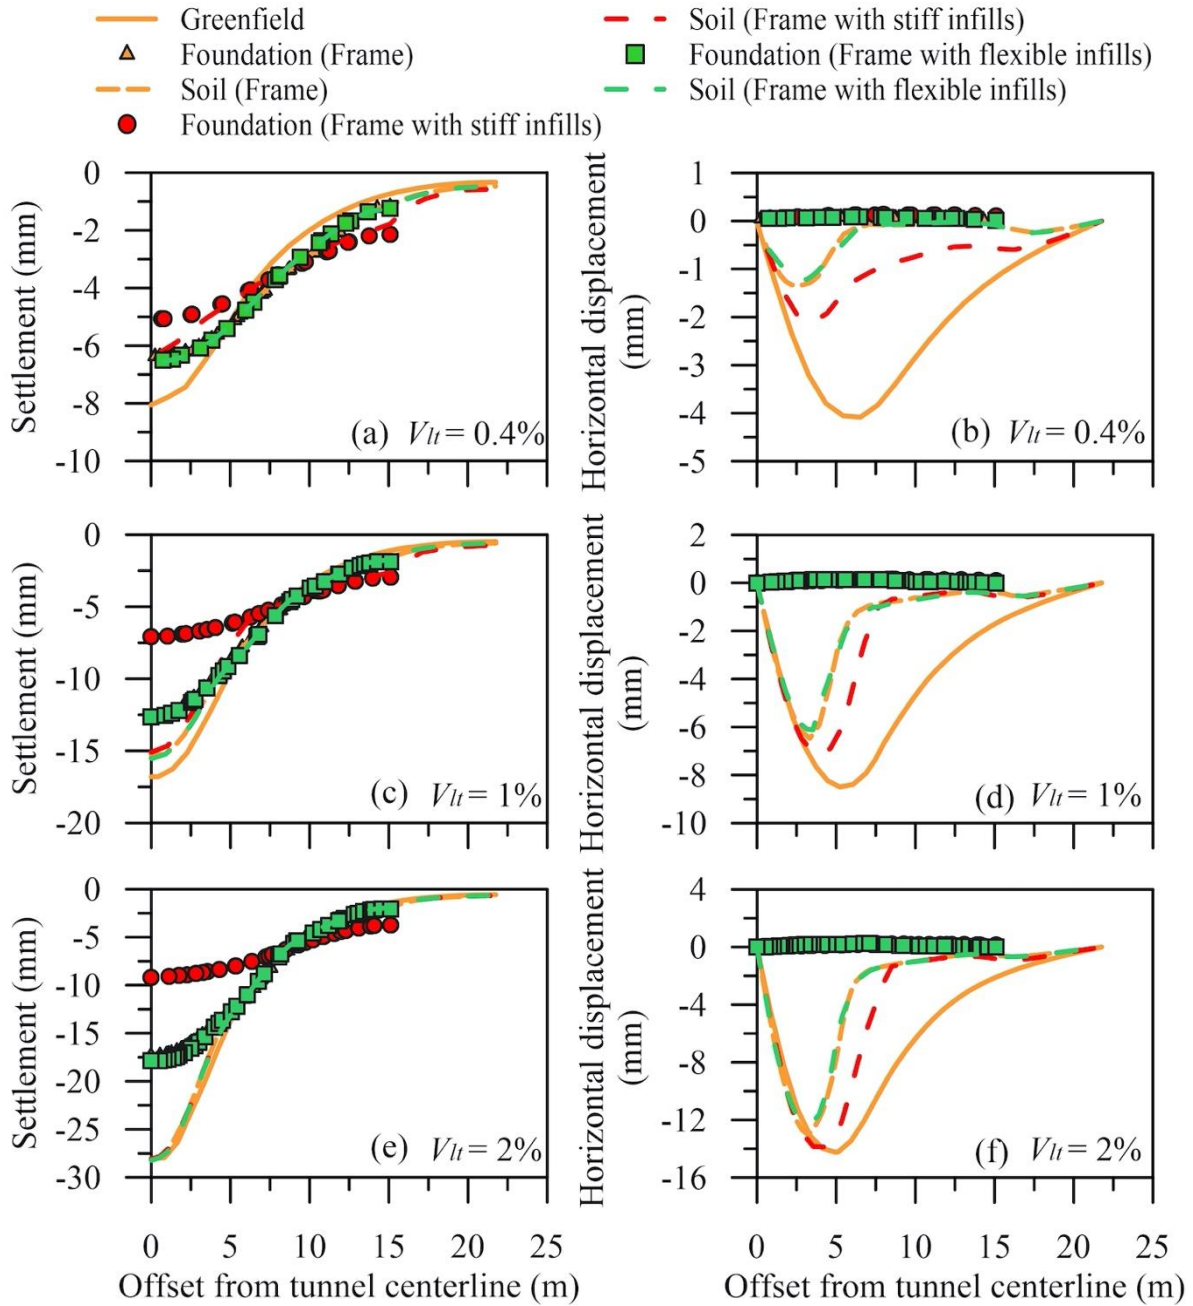 Greenfield
Foundation (Frame)
Soil (Frame)
Foundation (Frame with stiff infills)
Soil (Frame with stiff infills)
Foundation (Frame with flexible infills)
Soil (Frame with flexible infills)
Settlement (mm)
0
-2
-4
-6
-8
-10
(a) Vlt = 0.4%
Horizontal displacement
(mm)
1
0
-1
-2
-3
-4
-5
(b) Vlt = 0.4%
Settlement (mm)
0
-5
-10
-15
-20
(c) Vlt = 1%
Horizontal displacement
(mm)
2
0
-2
-4
-6
-8
-10
(d) Vlt = 1%
Settlement (mm)
0
-5
-10
-15
-20
-25
-30
(e) Vlt = 2%
0 5 10 15 20 25
Offset from tunnel centerline (m)
Horizontal displacement
(mm)
4
0
-4
-8
-12
-16
(f) Vlt = 2%
0 5 10 15 20 25
Offset from tunnel centerline (m)